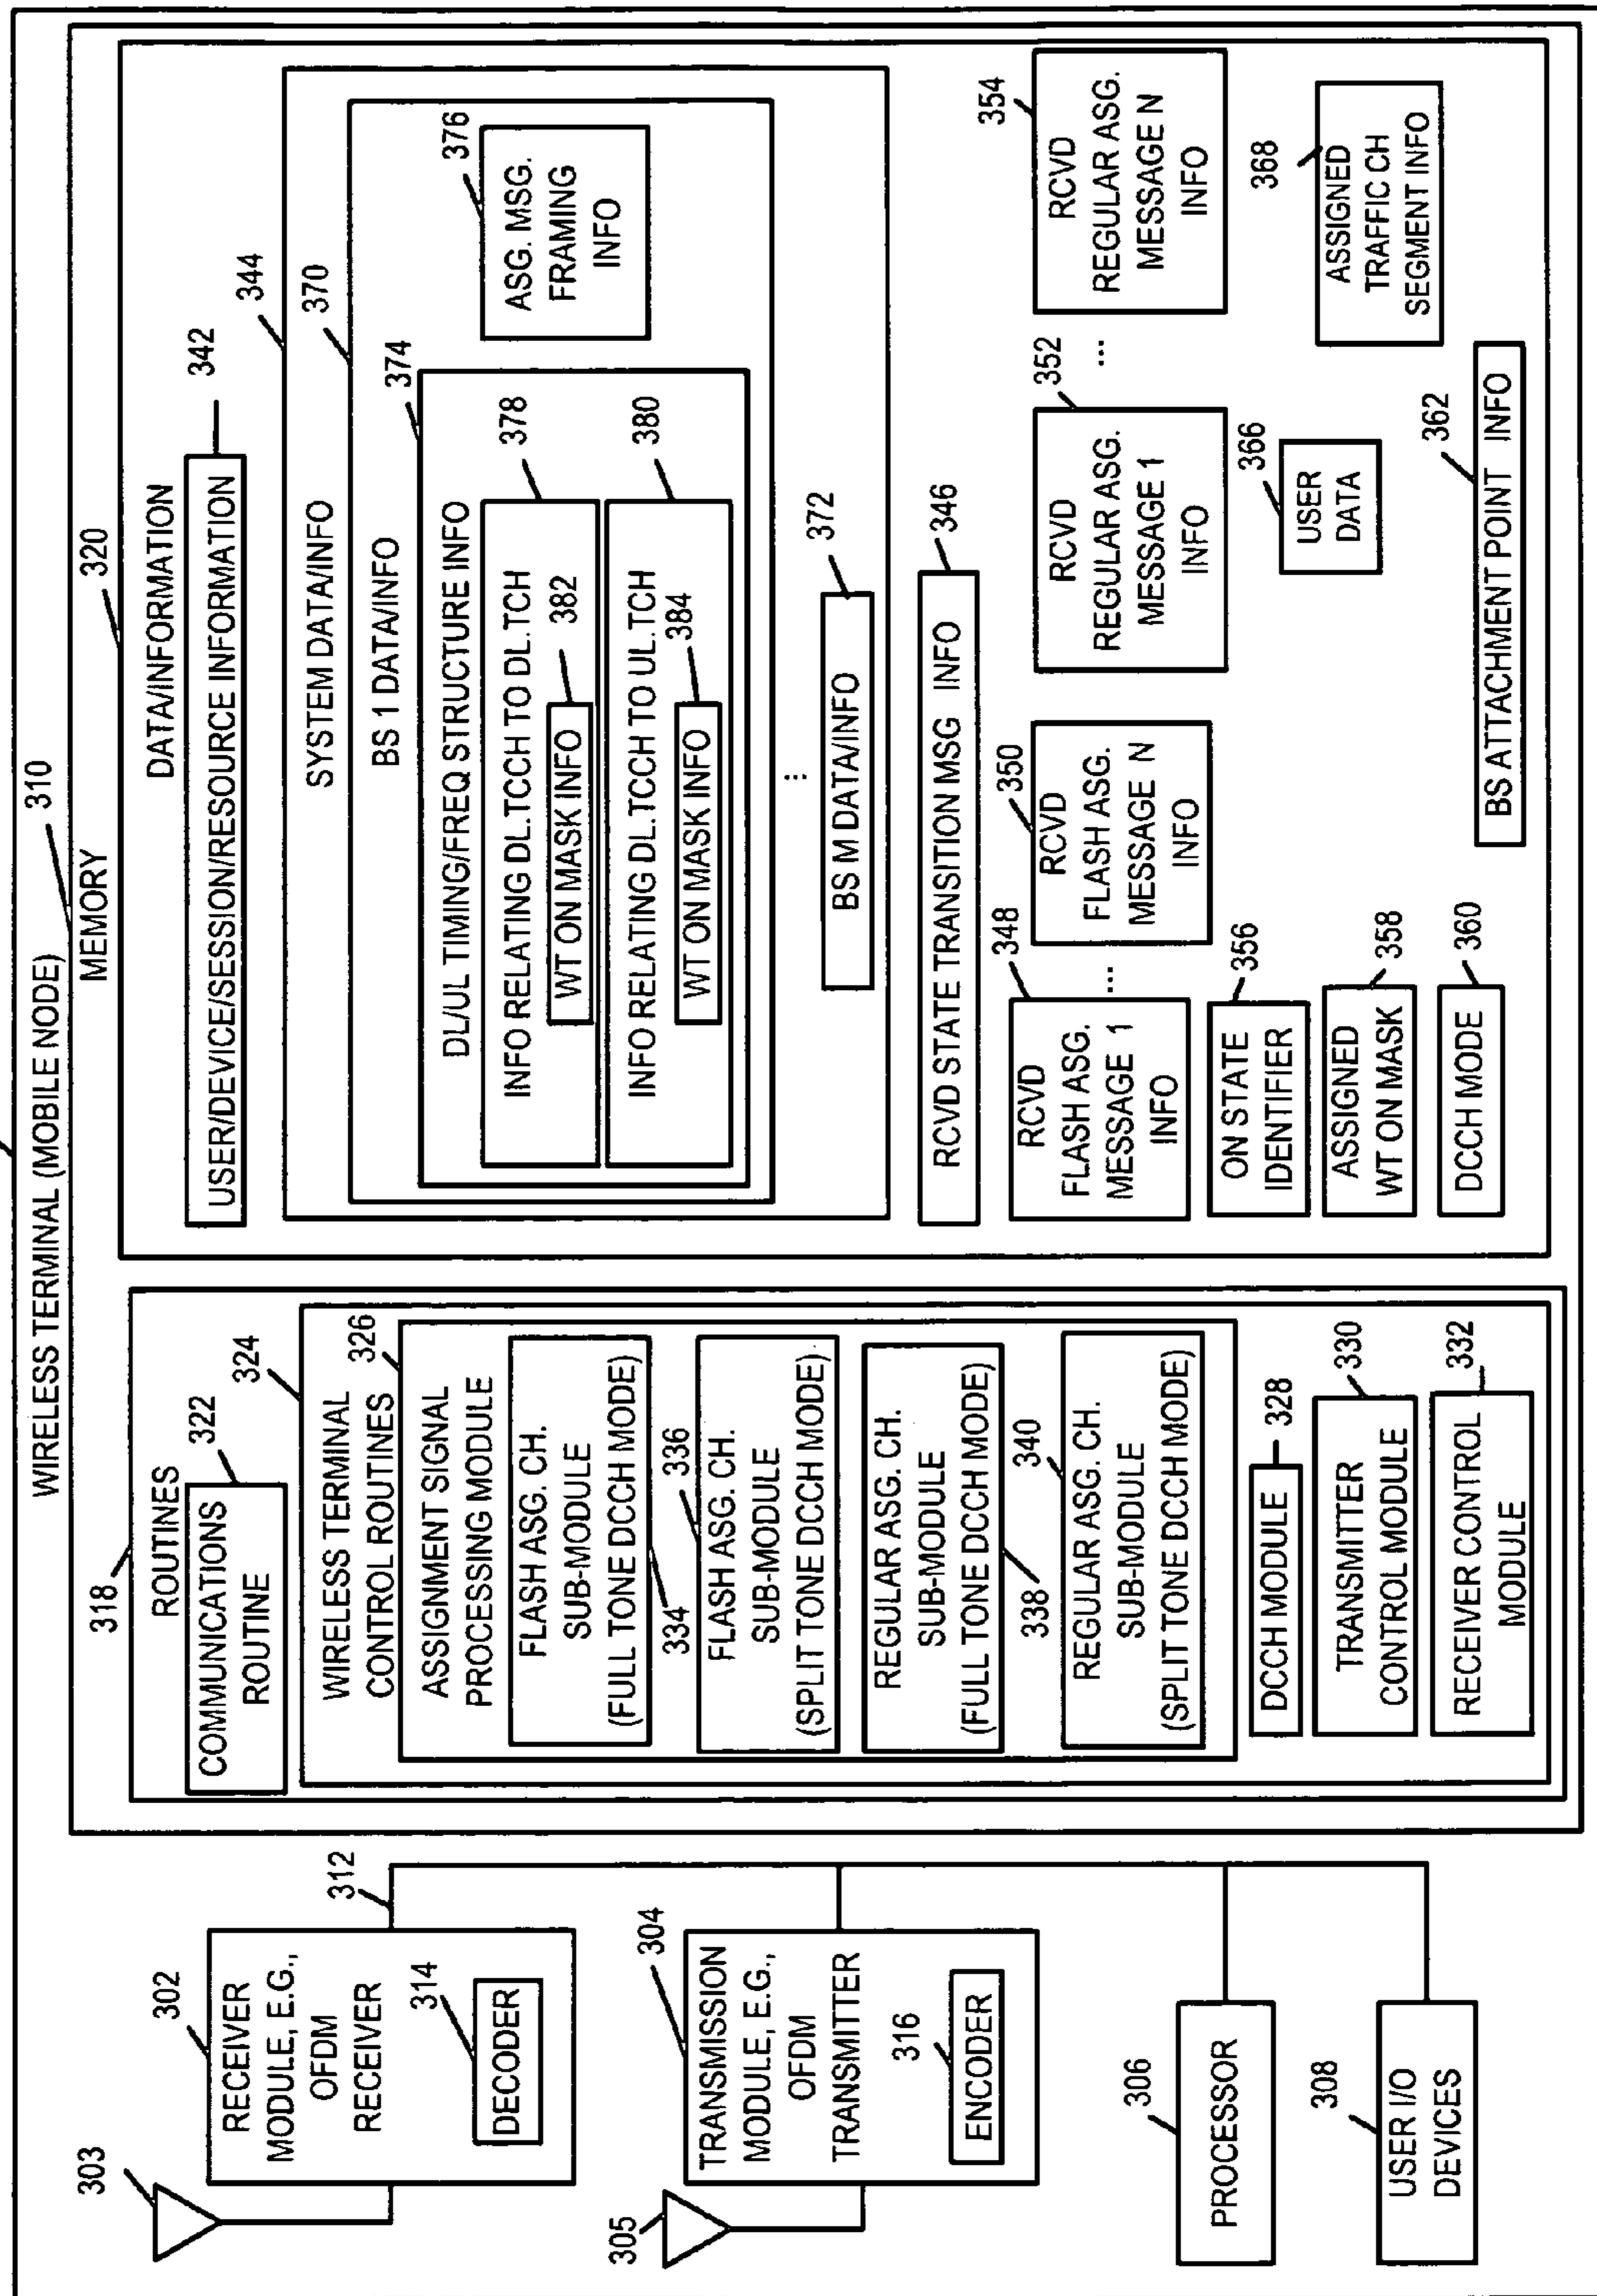 WIRELESS TERMINAL (MOBILE NODE)
303
302
RECEIVER
MODULE, E.G.,
OFDM
RECEIVER
314
DECODER
312
305
304
TRANSMISSION
MODULE, E.G.,
OFDM
TRANSMITTER
316
ENCODER
306
PROCESSOR
308
USER I/O
DEVICES
310
MEMORY
318
ROUTINES
322
COMMUNICATIONS
ROUTINE
324
WIRELESS TERMINAL
CONTROL ROUTINES
326
ASSIGNMENT SIGNAL
PROCESSING MODULE
FLASH ASG. CH.
SUB-MODULE
(FULL TONE DCCH MODE)
334
336
FLASH ASG. CH.
SUB-MODULE
(SPLIT TONE DCCH MODE)
REGULAR ASG. CH.
SUB-MODULE
(FULL TONE DCCH MODE)
338
340
REGULAR ASG. CH.
SUB-MODULE
(SPLIT TONE DCCH MODE)
DCCH MODULE
328
TRANSMITTER
CONTROL MODULE
330
RECEIVER CONTROL
MODULE
332
320
DATA/INFORMATION
USER/DEVICE/SESSION/RESOURCE INFORMATION
342
344
SYSTEM DATA/INFO
370
BS 1 DATA/INFO
374
DL/UL TIMING/FREQ STRUCTURE INFO
INFO RELATING DL.TCCH TO DL.TCH
378
WT ON MASK INFO
382
INFO RELATING DL.TCCH TO UL.TCH
380
WT ON MASK INFO
384
376
ASG. MSG.
FRAMING
INFO
...
BS M DATA/INFO
372
RCVD STATE TRANSITION MSG INFO
346
348
RCVD
FLASH ASG.
MESSAGE 1
INFO
...
350
RCVD
FLASH ASG.
MESSAGE N
INFO
352
RCVD
REGULAR ASG.
MESSAGE 1
INFO
...
354
RCVD
REGULAR ASG.
MESSAGE N
INFO
ON STATE
IDENTIFIER
356
ASSIGNED
WT ON MASK
358
DCCH MODE
360
366
USER
DATA
368
ASSIGNED
TRAFFIC CH
SEGMENT INFO
BS ATTACHMENT POINT INFO
362